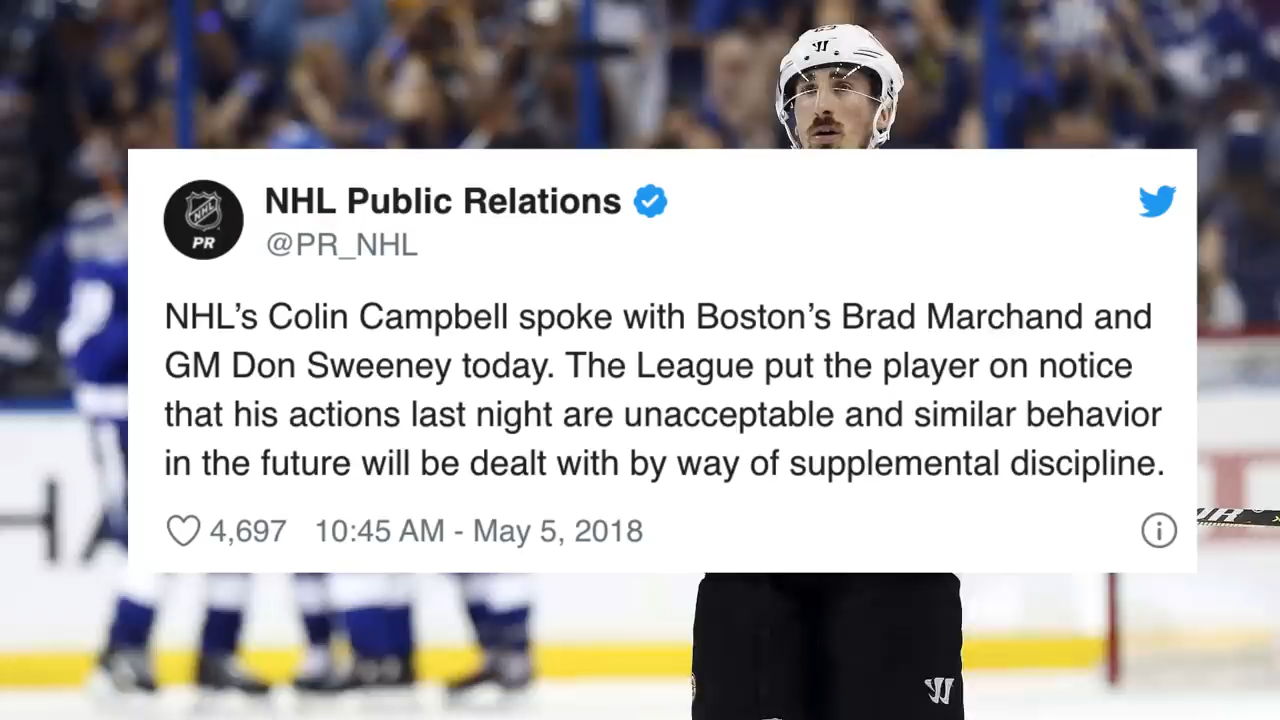 NHL Public Relations
@PR_NHL
NHL
PR
NHL’s Colin Campbell spoke with Boston’s Brad Marchand and
GM Don Sweeney today. The League put the player on notice
that his actions last night are unacceptable and similar behavior
in the future will be dealt with by way of supplemental discipline.
4,697 10:45 AM - May 5, 2018